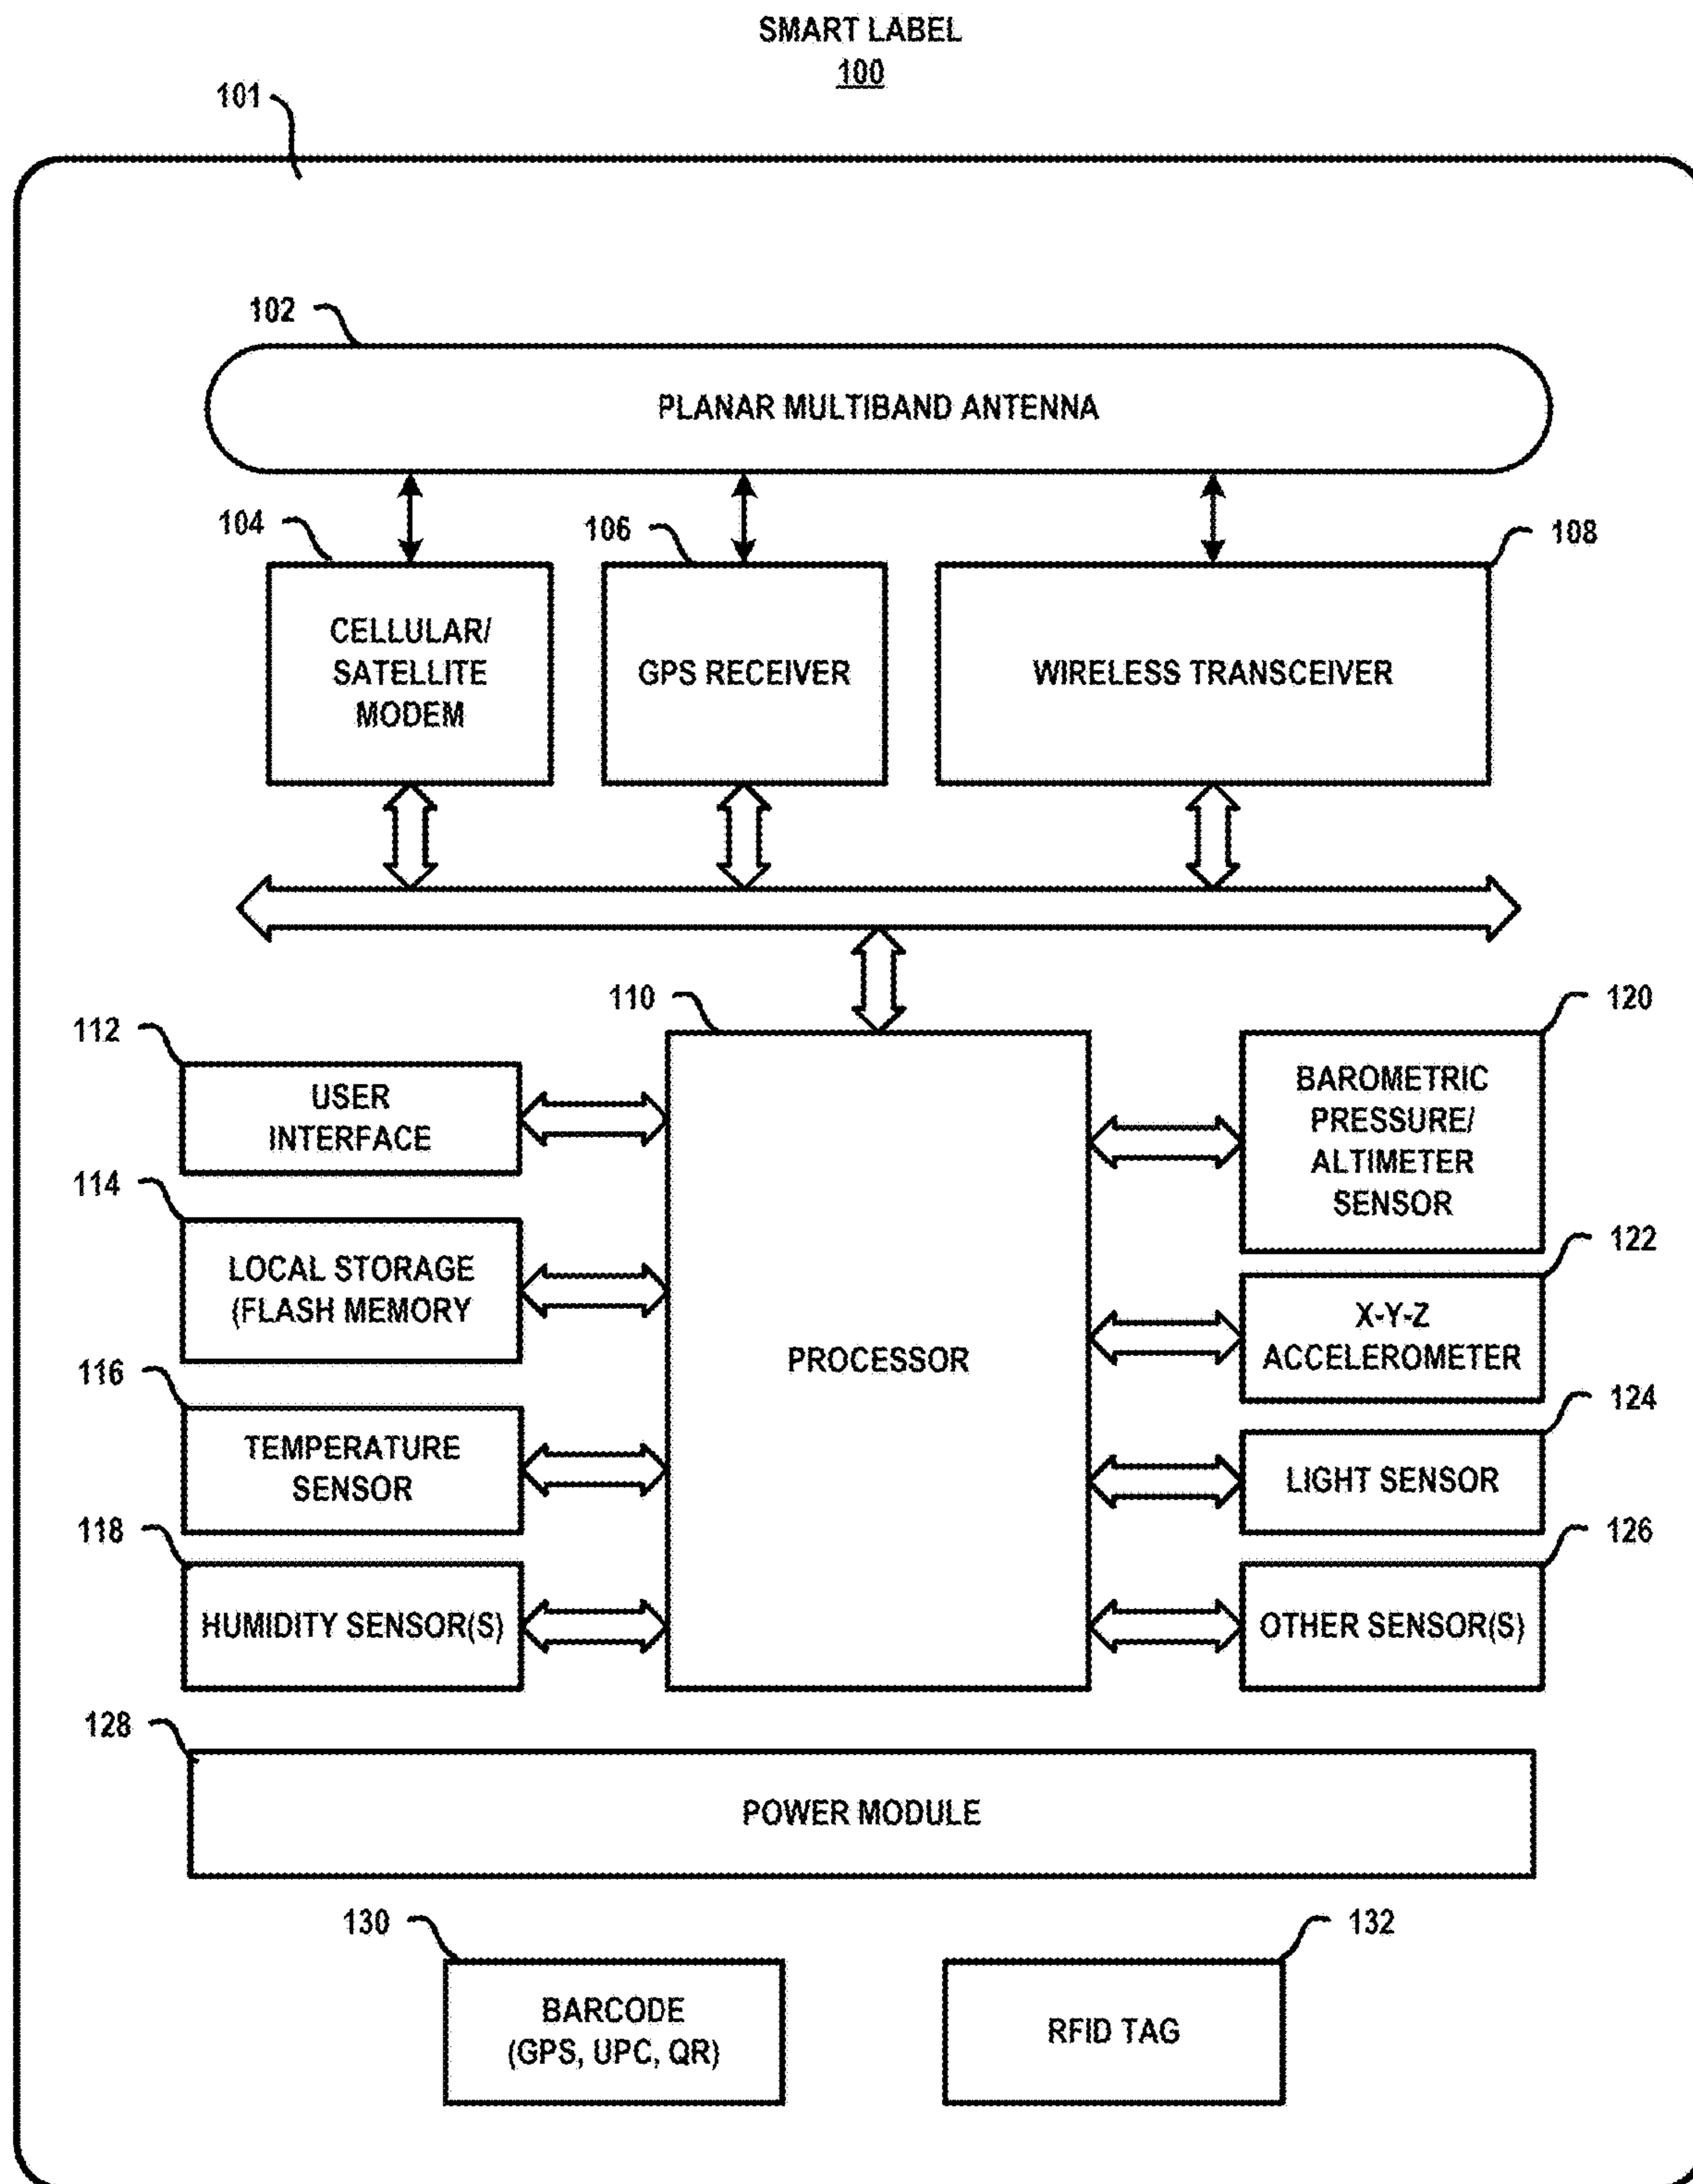 SMART LABEL
100
101
102
PLANAR MULTIBAND ANTENNA
104
106
108
CELLULAR/
SATELLITE
MODEM
GPS RECEIVER
WIRELESS TRANSCEIVER
110
120
112
USER
INTERFACE
BAROMETRIC
PRESSURE/
ALTIMETER
SENSOR
114
LOCAL STORAGE
(FLASH MEMORY
122
X-Y-Z
ACCELEROMETER
PROCESSOR
116
TEMPERATURE
SENSOR
124
LIGHT SENSOR
118
HUMIDITY SENSOR(S)
126
OTHER SENSOR(S)
128
POWER MODULE
130
132
BARCODE
(GPS, UPC, QR)
RFID TAG